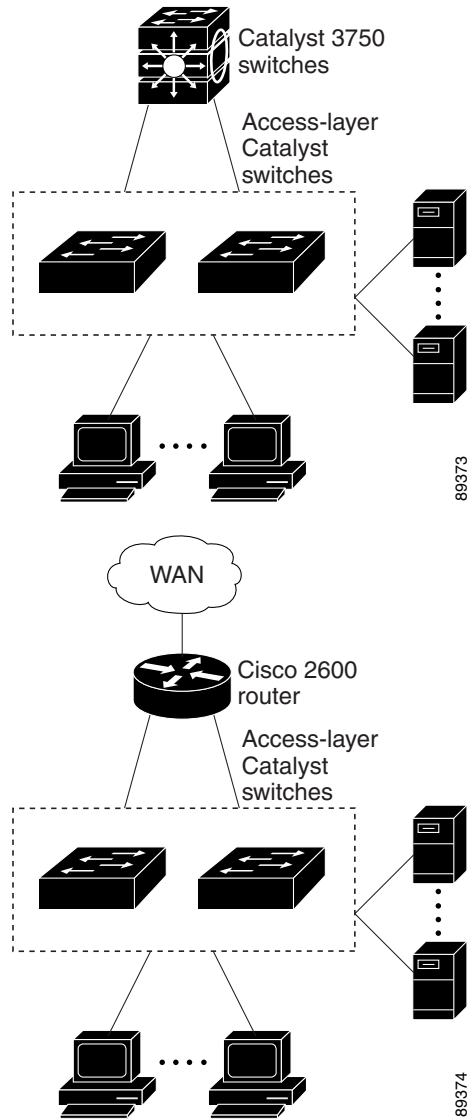 Catalyst 3750
switches
Access-layer
Catalyst
switches
89373
WAN
Cisco 2600
router
Access-layer
Catalyst
switches
89374